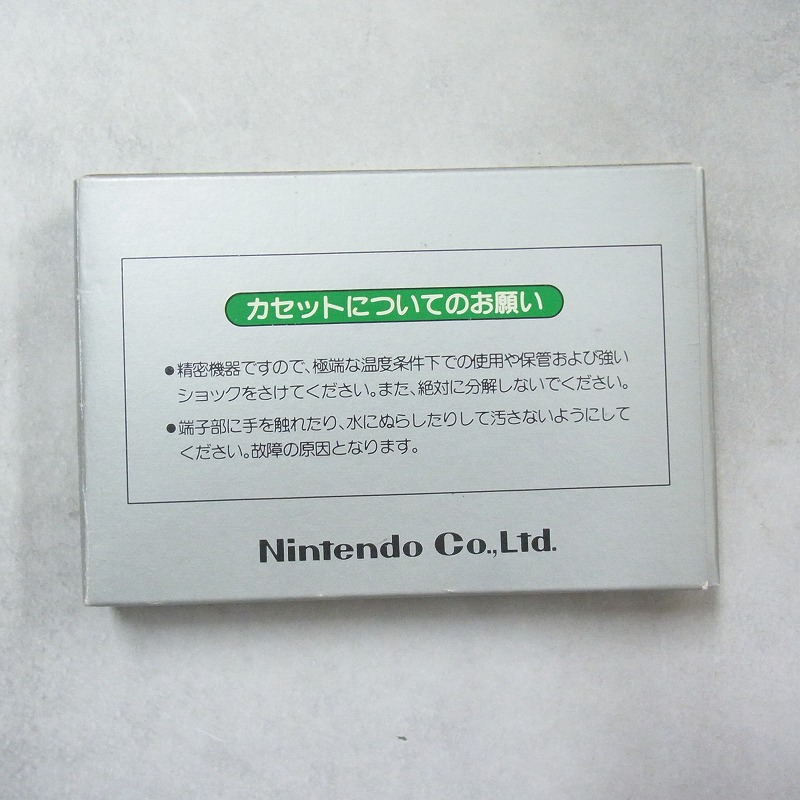 カセットについてのお願い
●精密機器ですので、極端な温度条件下での使用や保管および強い
ショックをさけてください。また、絶対に分解しないでください。
●端子部に手を触れたり、水にぬらしたりして汚さないようにして
ください。故障の原因となります。
Nintendo Co.,Ltd.